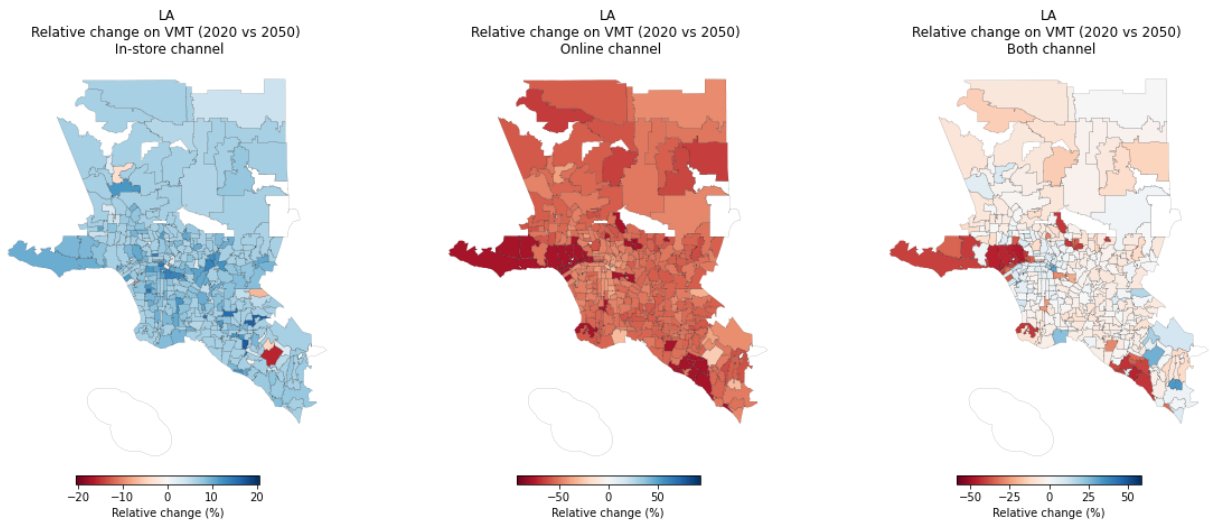 LA
Relative change on VMT (2020 vs 2050)
In-store channel
−20 −10 0 10 20
Relative change (%)
LA
Relative change on VMT (2020 vs 2050)
Online channel
−50 0 50
Relative change (%)
LA
Relative change on VMT (2020 vs 2050)
Both channel
−50 −25 0 25 50
Relative change (%)